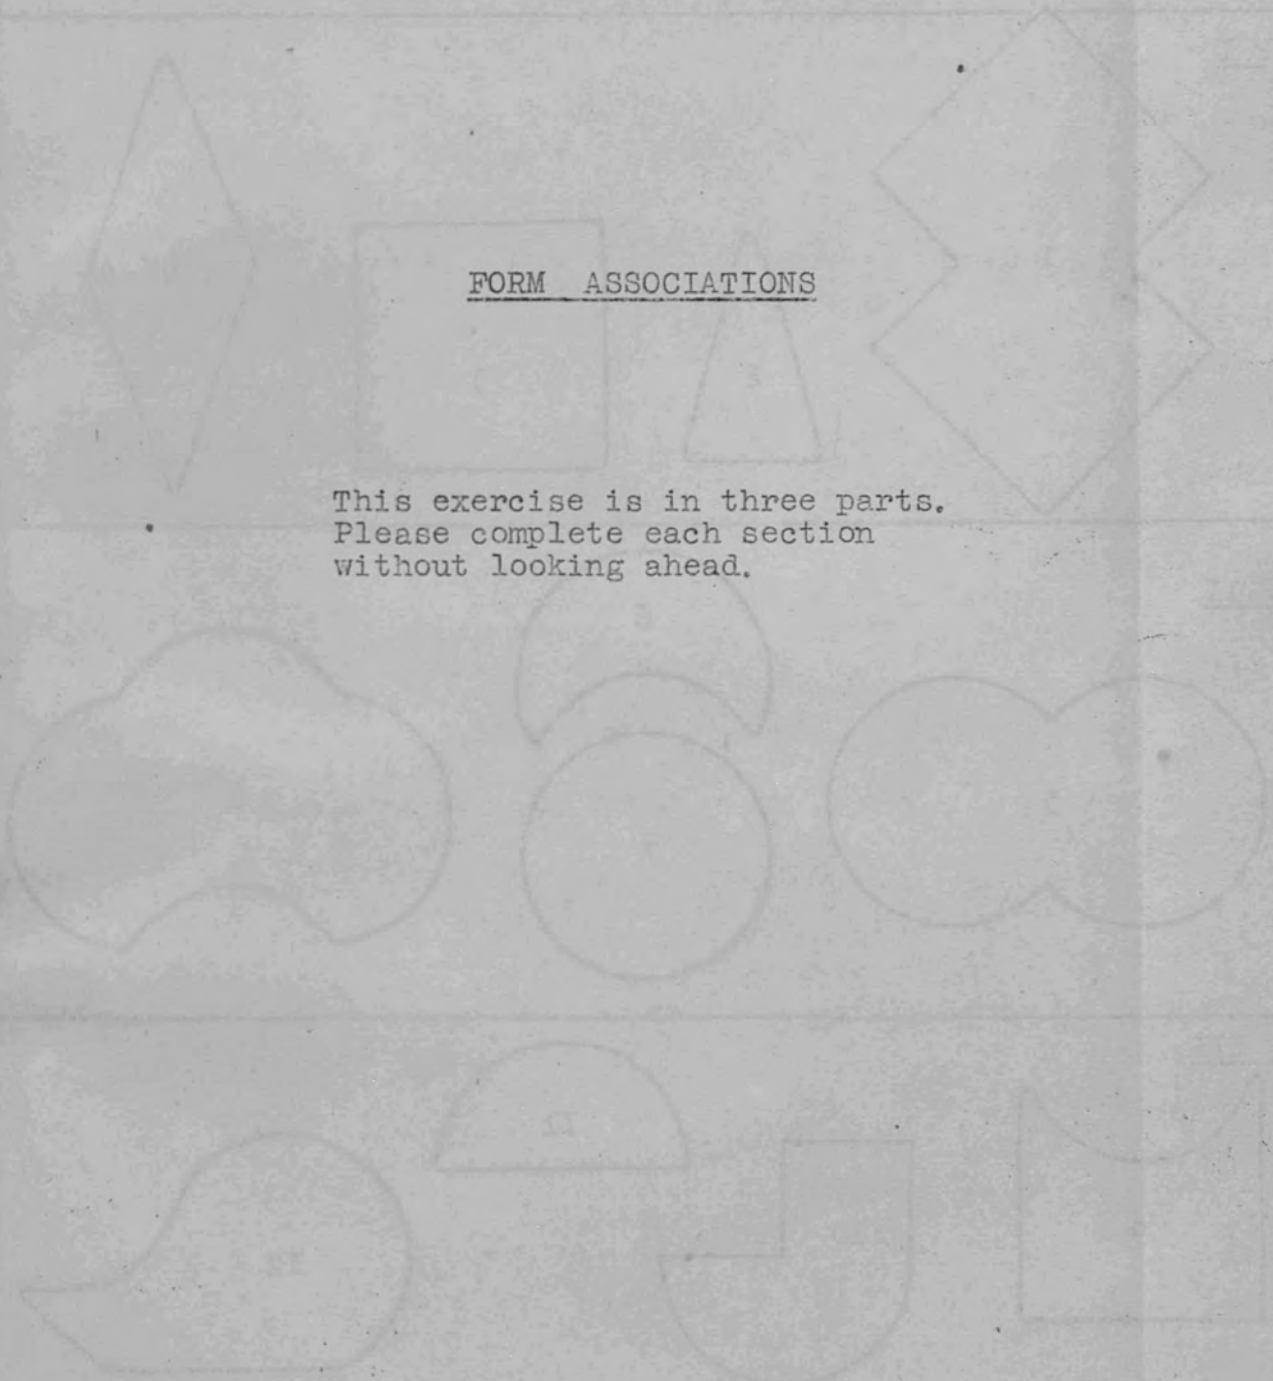 FORM ASSOCIATIONS
This exercise is in three parts.
Please complete each section
without looking ahead.